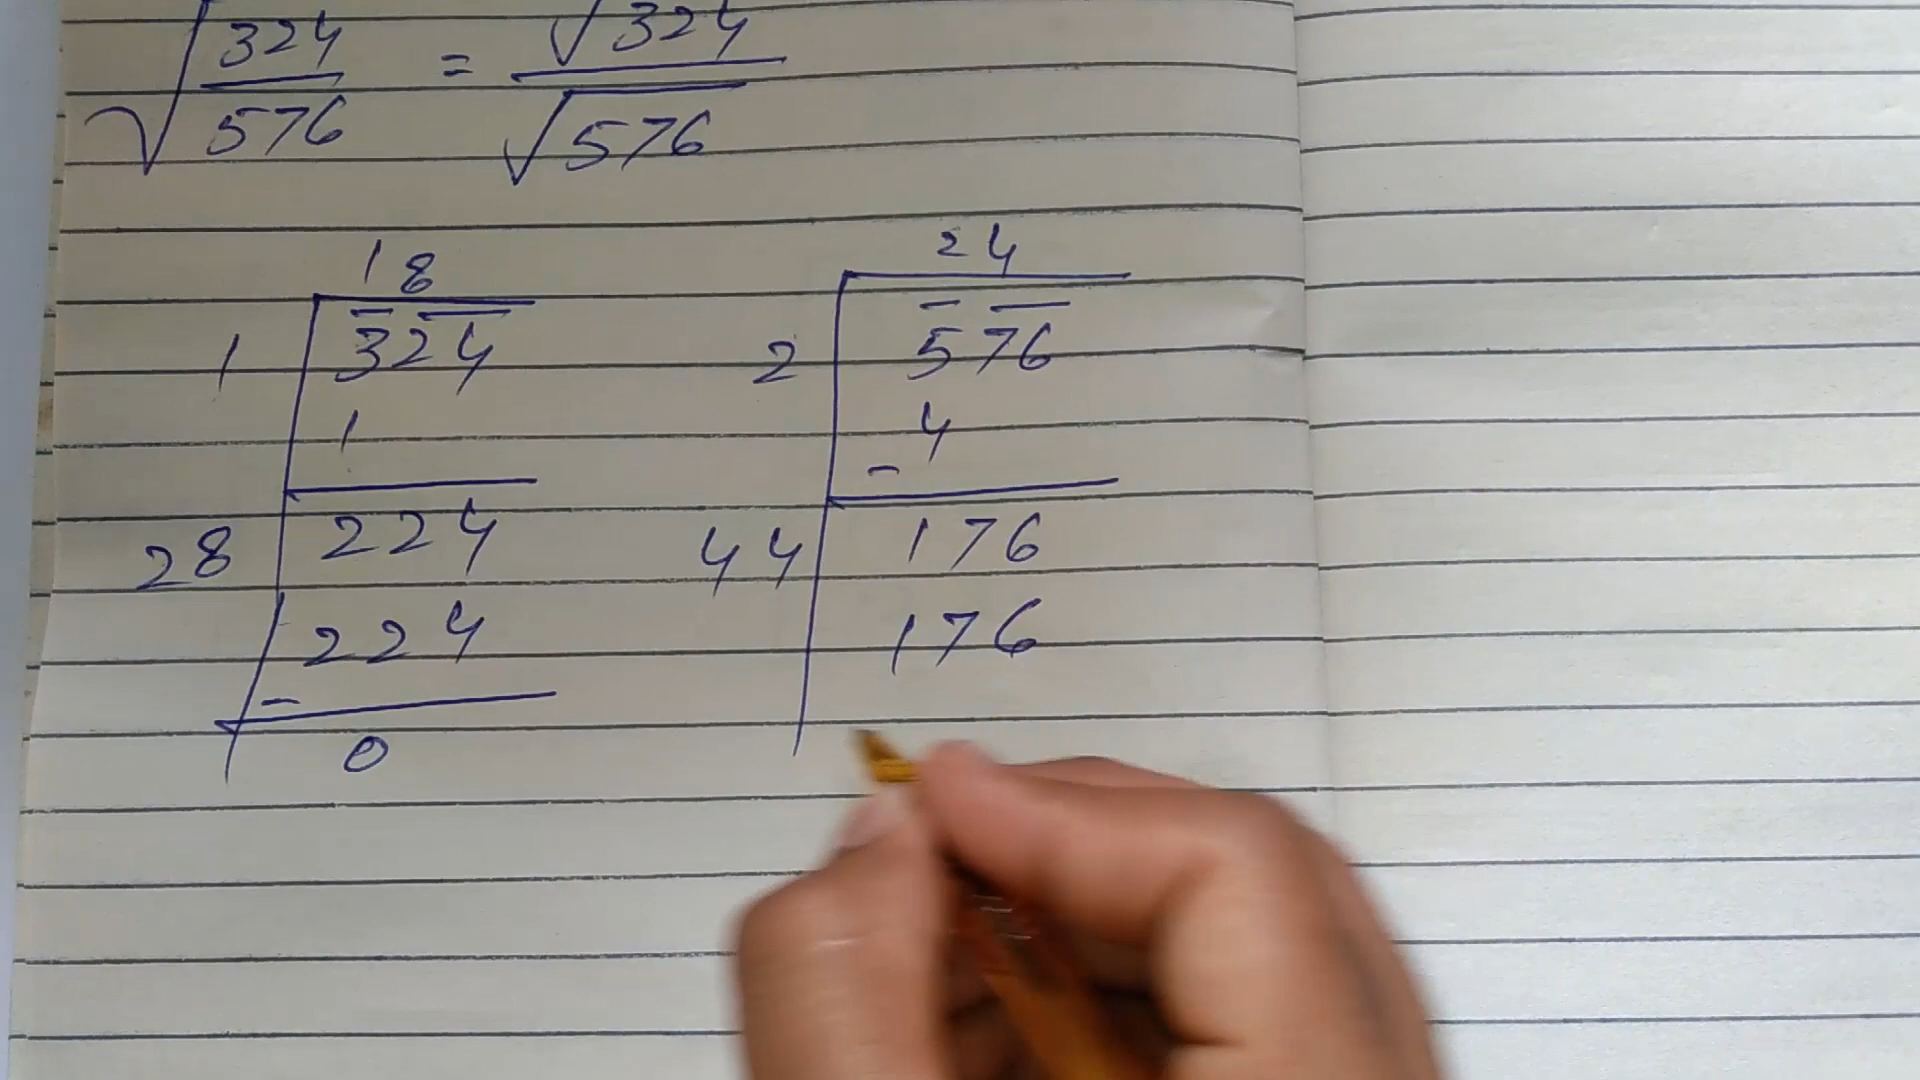 √324/576 = √324/√576
18 24
1 324 2 576
1 - 4
28 224 44 176
- 224 176
0